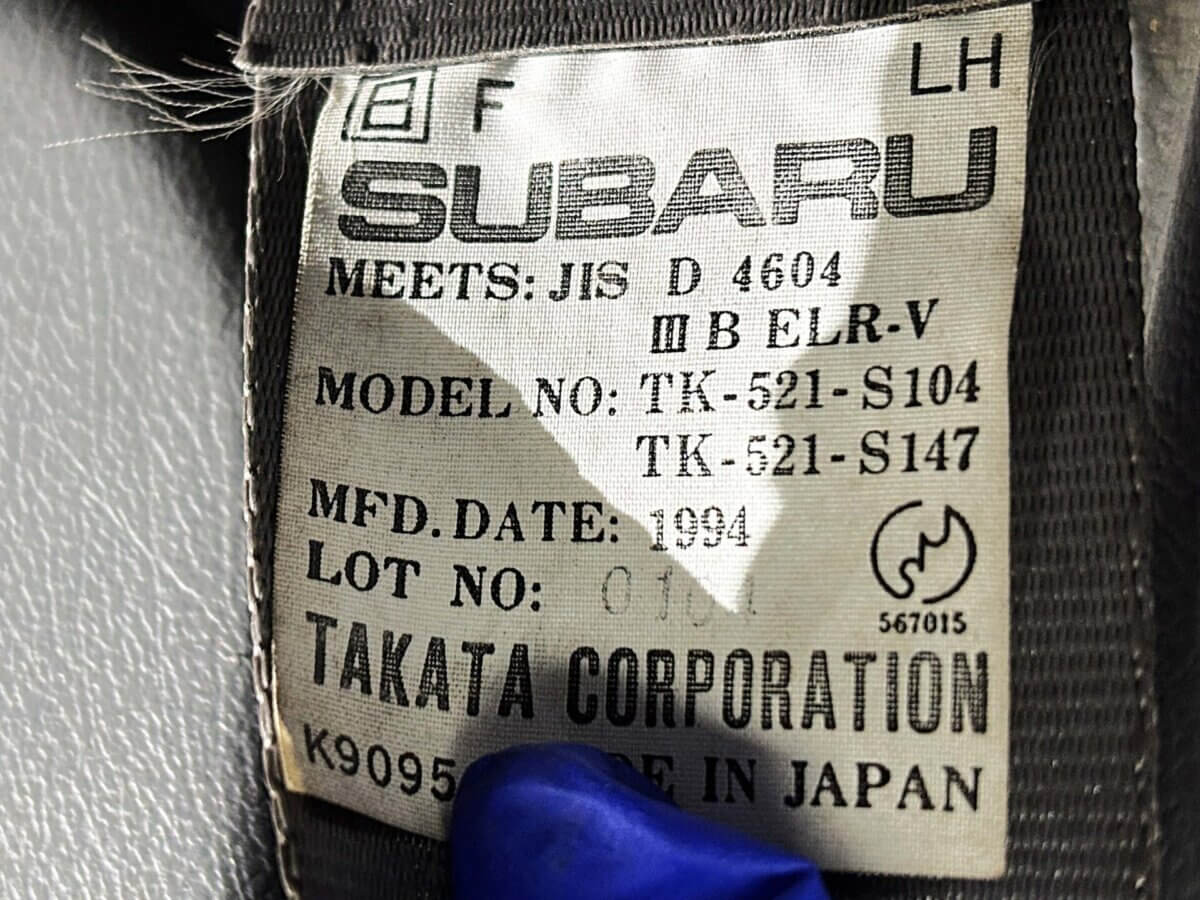 日 F LH
SUBARU
MEETS: JIS D 4604
III B ELR-V
MODEL NO: TK-521-S104
TK-521-S147
MFD. DATE: 1994
LOT NO:
567015
TAKATA CORPORATION
K9095 IN JAPAN